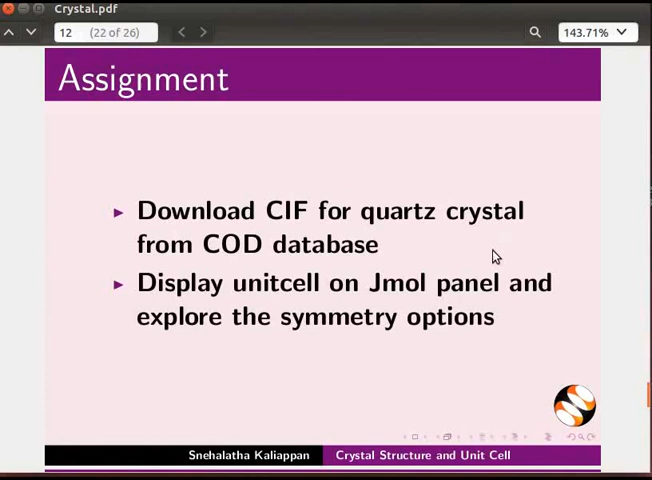 Crystal.pdf
12 (22 of 26) 143.71%
Assignment
Download CIF for quartz crystal
from COD database
Display unitcell on Jmol panel and
explore the symmetry options
Snehalatha Kaliappan Crystal Structure and Unit Cell